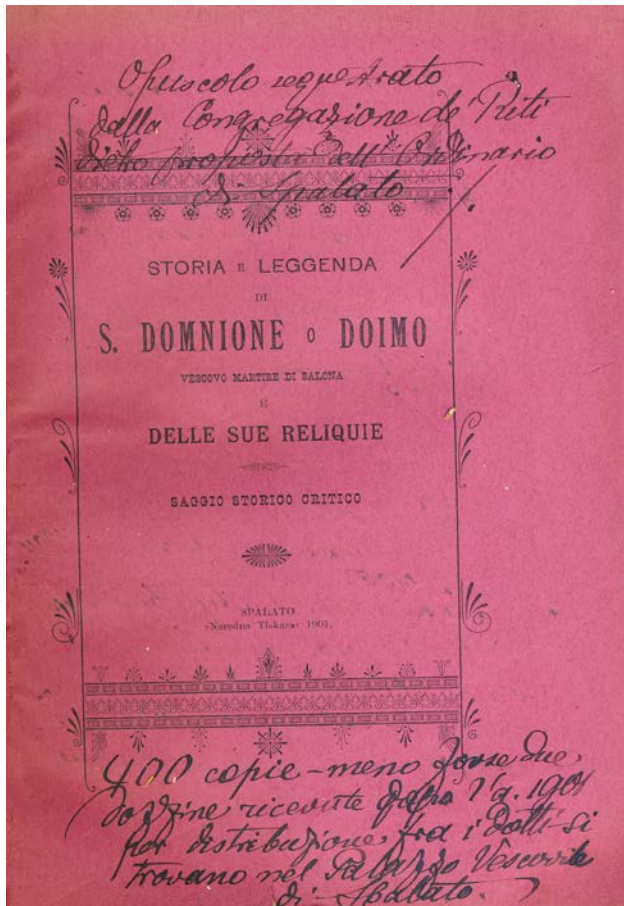 Opuscolo sequestrato
dalla Congregazione de' Riti
dietro proposta dell' Ordinario
di Spalato
STORIA E LEGGENDA
DI
S. DOMNIONE O DOIMO
VESCOVO MARTIRE DI SALONA
E
DELLE SUE RELIQUIE
SAGGIO STORICO CRITICO
SPALATO
«Narodna Tiskara» 1901.
400 copie - meno forse due
dozzine ricevute dopo l'a. 1901
per distribuzione fra i dotti - si
trovano nel Palazzo Vescovile
di Spalato.